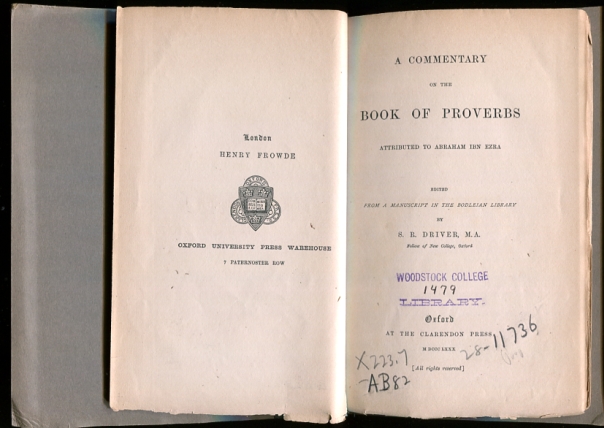 London
HENRY FROWDE
OXFORD UNIVERSITY PRESS WAREHOUSE
7 PATERNOSTER ROW
A COMMENTARY
ON THE
BOOK OF PROVERBS
ATTRIBUTED TO ABRAHAM IBN EZRA
EDITED
FROM A MANUSCRIPT IN THE BODLEIAN LIBRARY
BY
S. R. DRIVER, M.A.
Fellow of New College, Oxford
WOODSTOCK COLLEGE
1479
LIBRARY.
Oxford
AT THE CLARENDON PRESS
M DCCC LXXX
28-11736
[All rights reserved]
X223.7
AB82